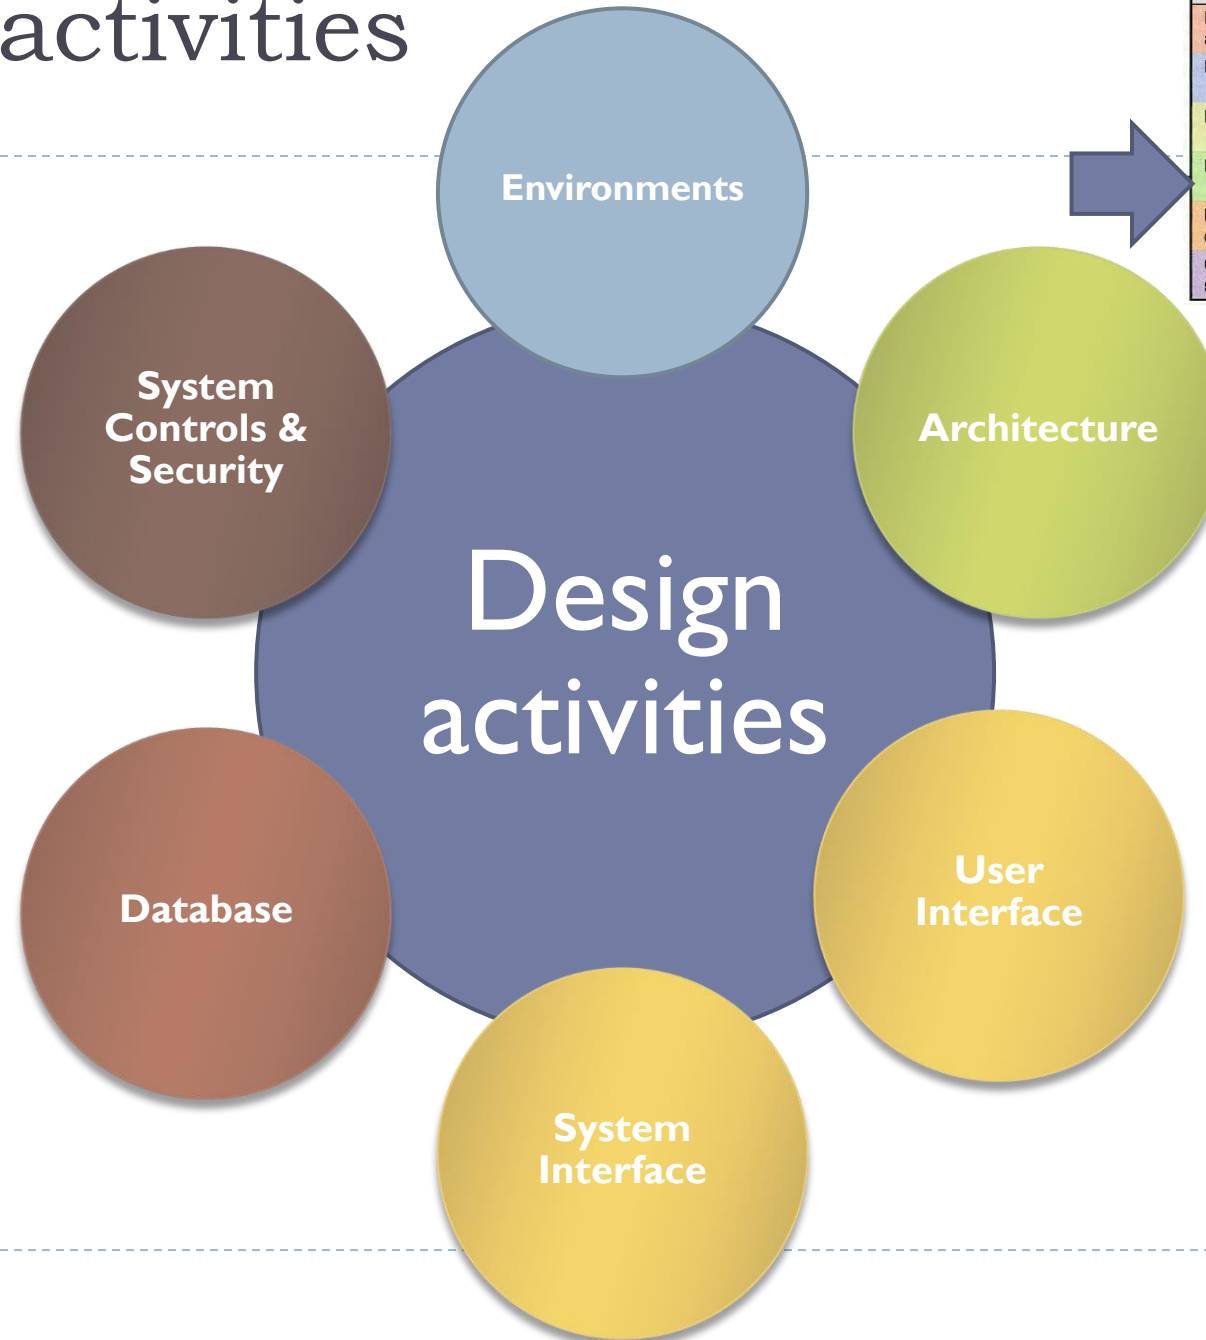 activities
Environments
System
Controls &
Security
Architecture
Design
activities
User
Interface
Database
System
Interface